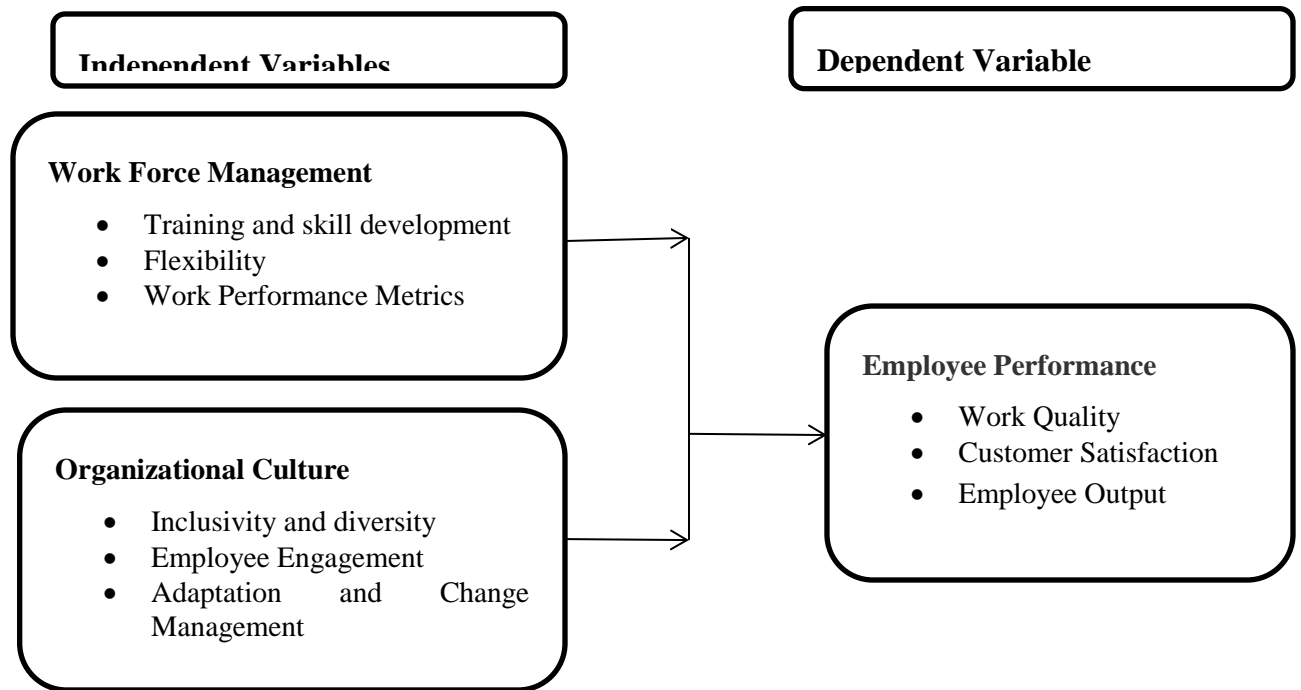 Independent Variables
Dependent Variable
Work Force Management
• Training and skill development
• Flexibility
• Work Performance Metrics
Organizational Culture
• Inclusivity and diversity
• Employee Engagement
• Adaptation and Change
Management
Employee Performance
• Work Quality
• Customer Satisfaction
• Employee Output